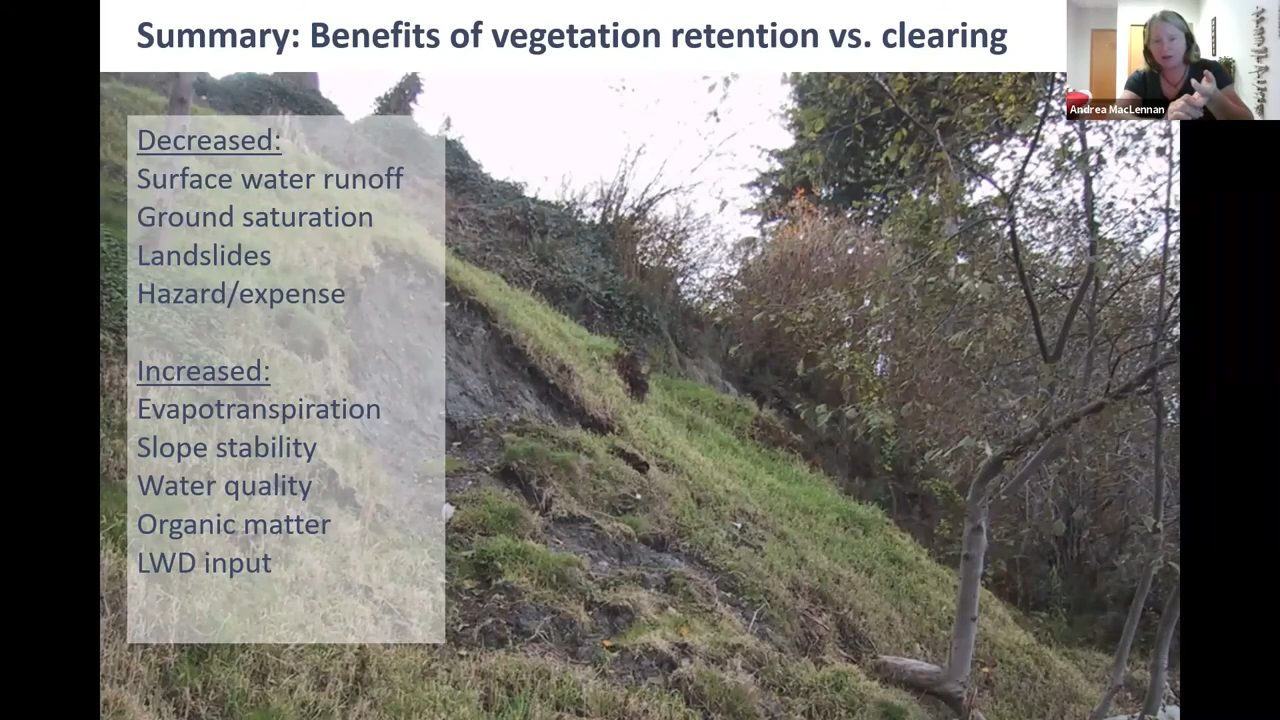 Summary: Benefits of vegetation retention vs. clearing
Andrea MacLennan
Decreased:
Surface water runoff
Ground saturation
Landslides
Hazard/expense
Increased:
Evapotranspiration
Slope stability
Water quality
Organic matter
LWD input